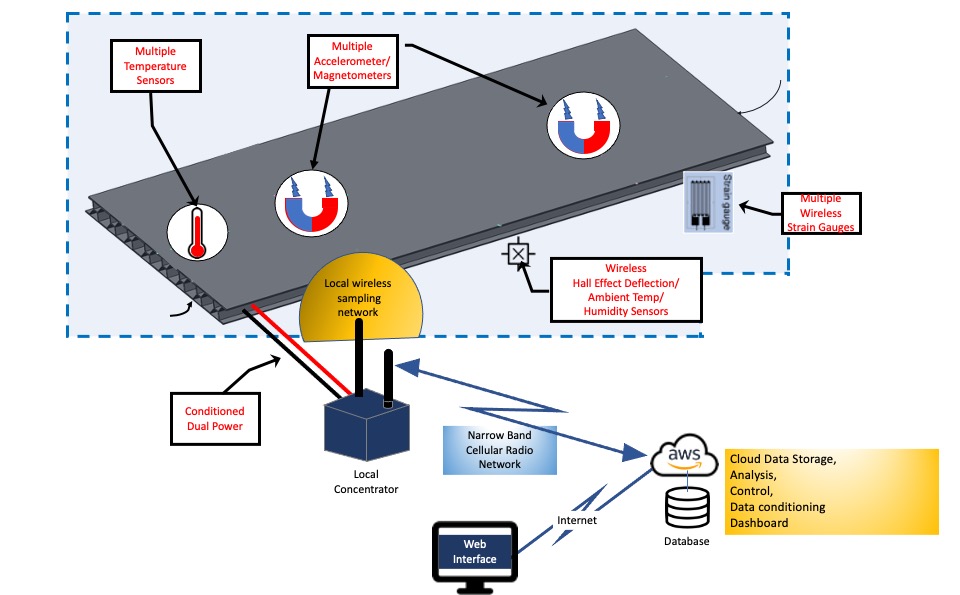 Multiple
Temperature
Sensors
Multiple
Accelerometer/
Magnetometers
Strain gauge
Multiple
Wireless
Strain Gauges
Wireless
Hall Effect Deflection/
Ambient Temp/
Humidity Sensors
Local wireless
sampling
network
Conditioned
Dual Power
Local
Concentrator
Narrow Band
Cellular Radio
Network
aws
Cloud Data Storage,
Analysis,
Control,
Data conditioning
Dashboard
Database
Internet
Web
Interface